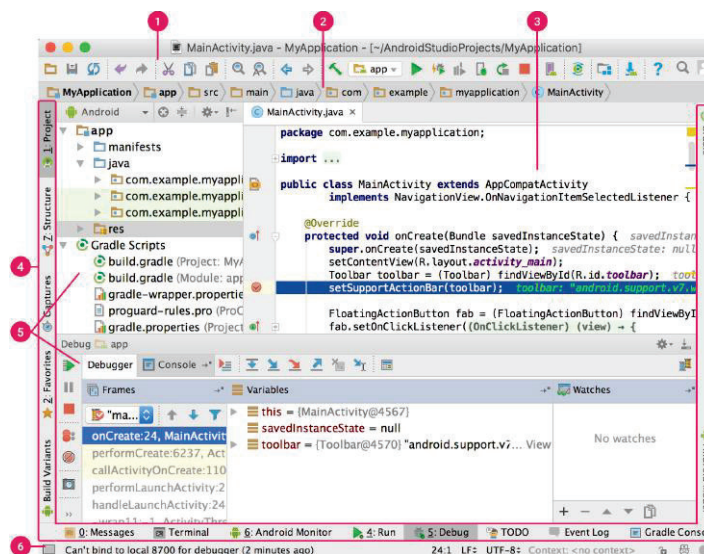 1
2
3
MainActivity.java - MyApplication - [~/AndroidStudioProjects/MyApplication]
app
MyApplication app src main java com example myapplication MainActivity
1: Project
Android
MainActivity.java
app
manifests
java
com.example.myappli
com.example.myappli
com.example.myappli
res
Gradle Scripts
build.gradle (Project: MyA
build.gradle (Module: app
gradle-wrapper.propertie
proguard-rules.pro (ProG
gradle.properties (Project
package com.example.myapplication;
import ...
public class MainActivity extends AppCompatActivity
implements NavigationView.OnNavigationItemSelectedListener {
@Override
protected void onCreate(Bundle savedInstanceState) { savedInstan
super.onCreate(savedInstanceState); savedInstanceState: null
setContentView(R.layout.activity_main);
Toolbar toolbar = (Toolbar) findViewById(R.id.toolbar); tool
setSupportActionBar(toolbar); toolbar: "android.support.v7.w
FloatingActionButton fab = (FloatingActionButton) findViewByI
fab.setOnClickListener((OnClickListener) (view) → {
Z: Structure
4
Captures
5
2: Favorites
Build Variants
Debug app
Debugger Console
Frames
Variables
Watches
"ma...
onCreate:24, MainActivit
performCreate:6237, Act
callActivityOnCreate:110
performLaunchActivity:2
handleLaunchActivity:24
-wrap11:-1, ActivityThre
this = {MainActivity@4567}
savedInstanceState = null
toolbar = {Toolbar@4570} "android.support.v7.... View
No watches
0: Messages Terminal 6: Android Monitor 4: Run 5: Debug TODO Event Log Gradle Conso
6
Can't bind to local 8700 for debugger (2 minutes ago)
24:1 LF÷ UTF-8÷ Context: <no context>